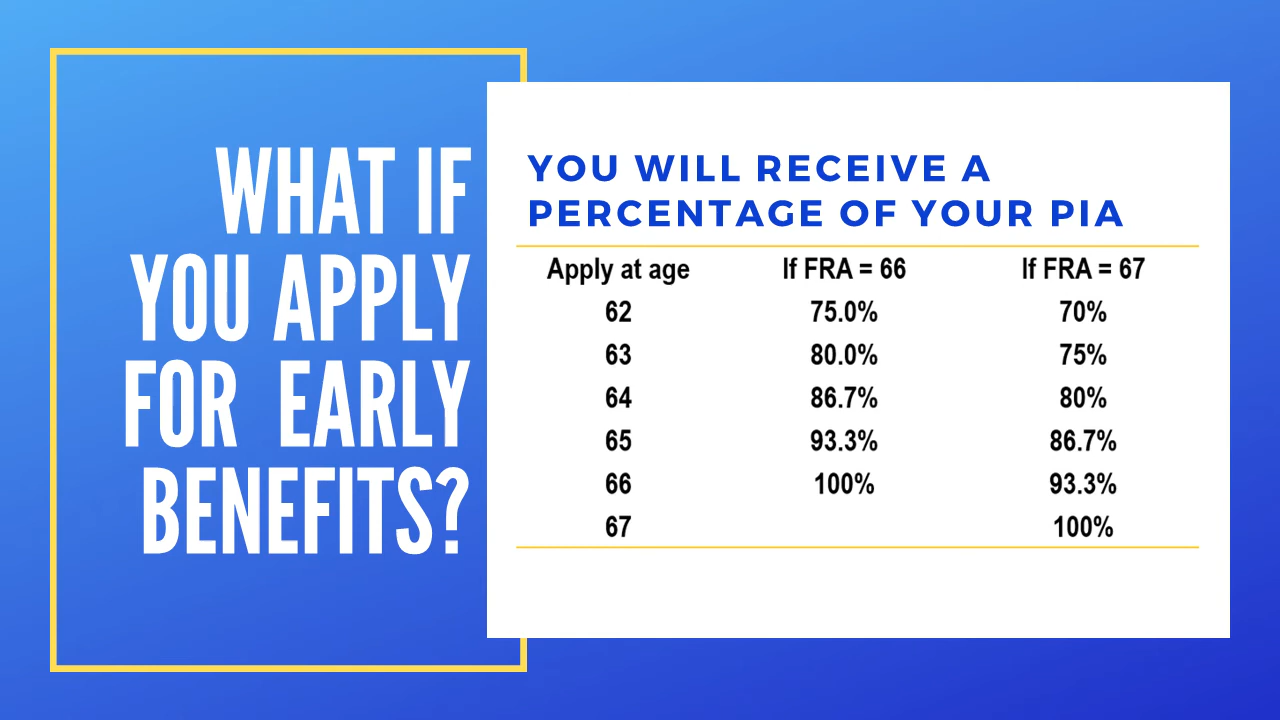 WHAT IF
YOU APPLY
FOR EARLY
BENEFITS?
YOU WILL RECEIVE A
PERCENTAGE OF YOUR PIA
Apply at age If FRA = 66 If FRA = 67
62 75.0% 70%
63 80.0% 75%
64 86.7% 80%
65 93.3% 86.7%
66 100% 93.3%
67 100%